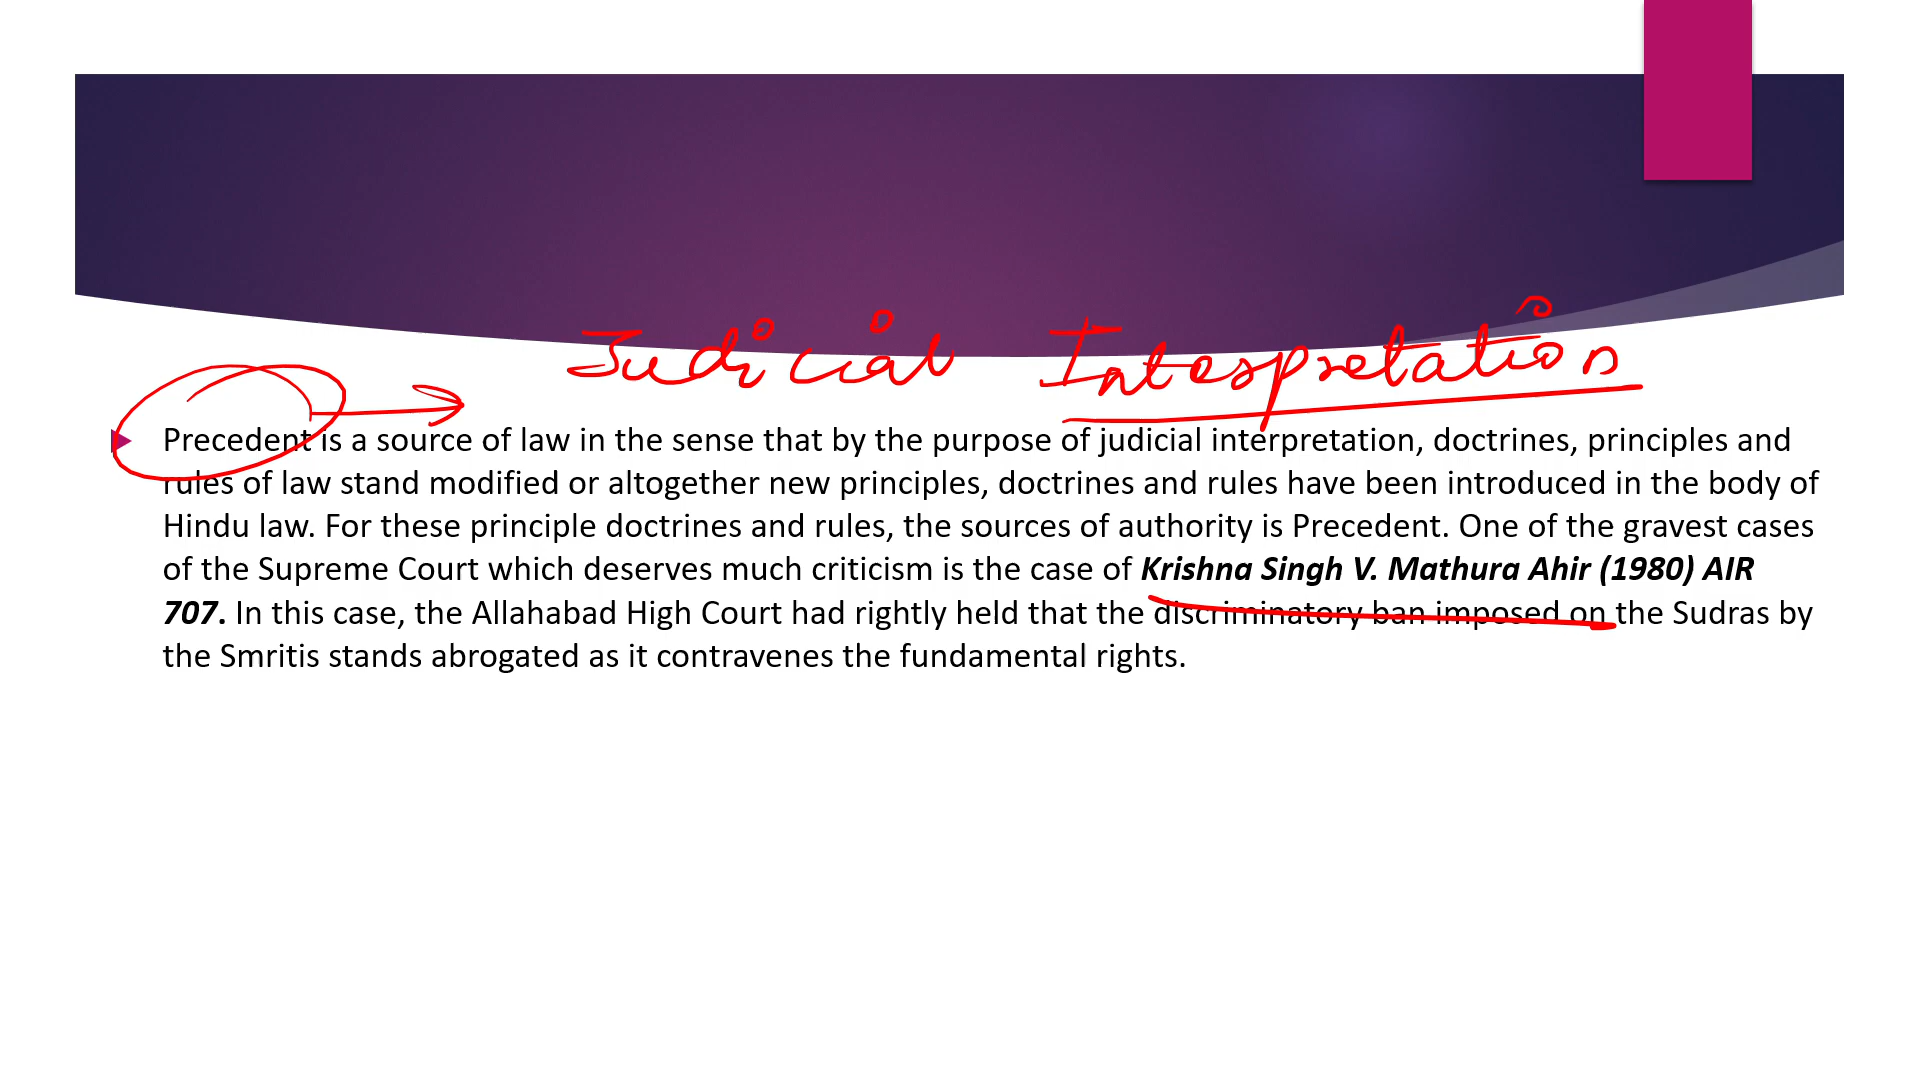 Judicial Interpretation
Precedent is a source of law in the sense that by the purpose of judicial interpretation, doctrines, principles and
rules of law stand modified or altogether new principles, doctrines and rules have been introduced in the body of
Hindu law. For these principle doctrines and rules, the sources of authority is Precedent. One of the gravest cases
of the Supreme Court which deserves much criticism is the case of Krishna Singh V. Mathura Ahir (1980) AIR
707. In this case, the Allahabad High Court had rightly held that the discriminatory ban imposed on the Sudras by
the Smritis stands abrogated as it contravenes the fundamental rights.